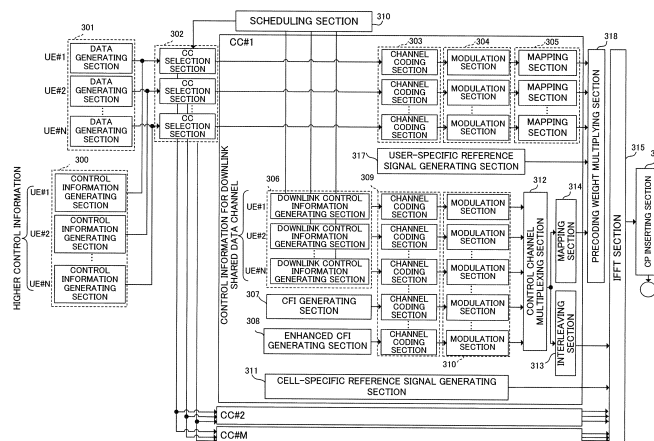 SCHEDULING SECTION
310
318
301
302
CC#1
303
304
305
UE#1
DATA
GENERATING
SECTION
CC
SELECTION
SECTION
CHANNEL
CODING
SECTION
MODULATION
SECTION
MAPPING
SECTION
UE#2
DATA
GENERATING
SECTION
CC
SELECTION
SECTION
CHANNEL
CODING
SECTION
MODULATION
SECTION
MAPPING
SECTION
UE#N
DATA
GENERATING
SECTION
CC
SELECTION
SECTION
CHANNEL
CODING
SECTION
MODULATION
SECTION
MAPPING
SECTION
PRECODING WEIGHT MULTIPLYING SECTION
315
IFFT SECTION
CP INSERTING SECTION
317
USER-SPECIFIC REFERENCE
SIGNAL GENERATING SECTION
300
HIGHER CONTROL INFORMATION
UE#1
CONTROL
INFORMATION
GENERATING
SECTION
UE#2
CONTROL
INFORMATION
GENERATING
SECTION
UE#N
CONTROL
INFORMATION
GENERATING
SECTION
CONTROL INFORMATION FOR DOWNLINK
SHARED DATA CHANNEL
306
309
312
314
UE#1
DOWNLINK CONTROL
INFORMATION
GENERATING SECTION
CHANNEL
CODING
SECTION
MODULATION
SECTION
UE#2
DOWNLINK CONTROL
INFORMATION
GENERATING SECTION
CHANNEL
CODING
SECTION
MODULATION
SECTION
UE#N
DOWNLINK CONTROL
INFORMATION
GENERATING SECTION
CHANNEL
CODING
SECTION
MODULATION
SECTION
CONTROL CHANNEL
MULTIPLEXING SECTION
MAPPING
SECTION
307
CFI GENERATING
SECTION
CHANNEL
CODING
SECTION
MODULATION
SECTION
308
ENHANCED CFI
GENERATING SECTION
CHANNEL
CODING
SECTION
MODULATION
SECTION
310
INTERLEAVING
SECTION
313
311
CELL-SPECIFIC REFERENCE SIGNAL GENERATING
SECTION
CC#2
CC#M